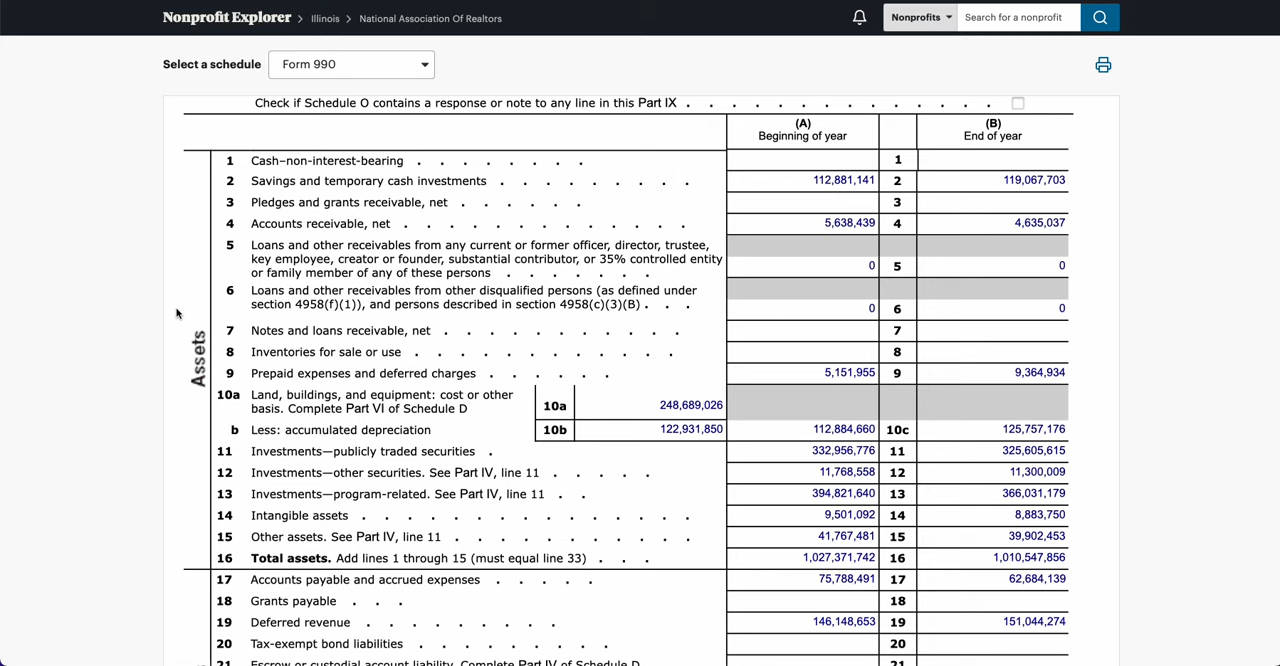 Nonprofit Explorer > Illinois > National Association Of Realtors Nonprofits Search for a nonprofit
Select a schedule Form 990
Check if Schedule O contains a response or note to any line in this Part IX . . . . . . . . . . . . .
(A) (B)
Beginning of year End of year
1 Cash–non-interest-bearing . . . . . . . . 1
2 Savings and temporary cash investments . . . . . . . . . 112,881,141 2 119,067,703
3 Pledges and grants receivable, net . . . . . . 3
4 Accounts receivable, net . . . . . . . . . . . . . 5,638,439 4 4,635,037
5 Loans and other receivables from any current or former officer, director, trustee,
key employee, creator or founder, substantial contributor, or 35% controlled entity
or family member of any of these persons . . . . . . 0 5 0
6 Loans and other receivables from other disqualified persons (as defined under
section 4958(f)(1)), and persons described in section 4958(c)(3)(B) . . . 0 6 0
7 Notes and loans receivable, net . . . . . . . . . . . 7
8 Inventories for sale or use . . . . . . . . . . . . 8
Assets
9 Prepaid expenses and deferred charges . . . . . . 5,151,955 9 9,364,934
10a Land, buildings, and equipment: cost or other
basis. Complete Part VI of Schedule D 10a 248,689,026
b Less: accumulated depreciation 10b 122,931,850 112,884,660 10c 125,757,176
11 Investments—publicly traded securities . 332,956,776 11 325,605,615
12 Investments—other securities. See Part IV, line 11 . . . . . 11,768,558 12 11,300,009
13 Investments—program-related. See Part IV, line 11 . . 394,821,640 13 366,031,179
14 Intangible assets . . . . . . . . . . . . . . 9,501,092 14 8,883,750
15 Other assets. See Part IV, line 11 . . . . . . . . . . . 41,767,481 15 39,902,453
16 Total assets. Add lines 1 through 15 (must equal line 33) . . . 1,027,371,742 16 1,010,547,856
17 Accounts payable and accrued expenses . . . . . 75,788,491 17 62,684,139
18 Grants payable . . . 18
19 Deferred revenue . . . . . . . . . 146,148,653 19 151,044,274
20 Tax-exempt bond liabilities . . . . . . . . 20
21 Escrow or custodial account liability. Complete Part IV of Schedule D 21